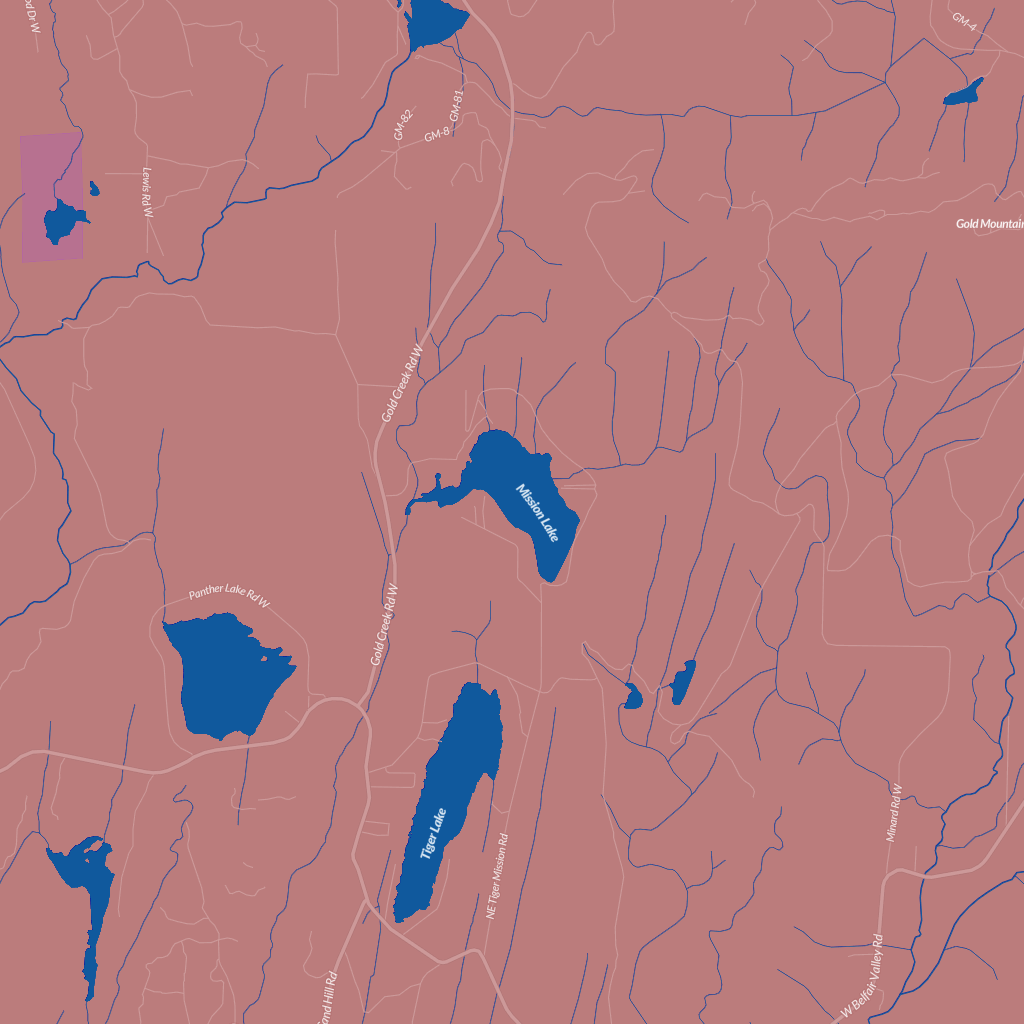 GM-4
GM-81
GM-82
GM-8
Lewis Rd W
Gold Mountain
Gold Creek Rd W
Mission Lake
Gold Creek Rd W
Panther Lake Rd W
Tiger Lake
NE Tiger Mission Rd
Minard Rd W
W Belfair Valley Rd
Sand Hill Rd